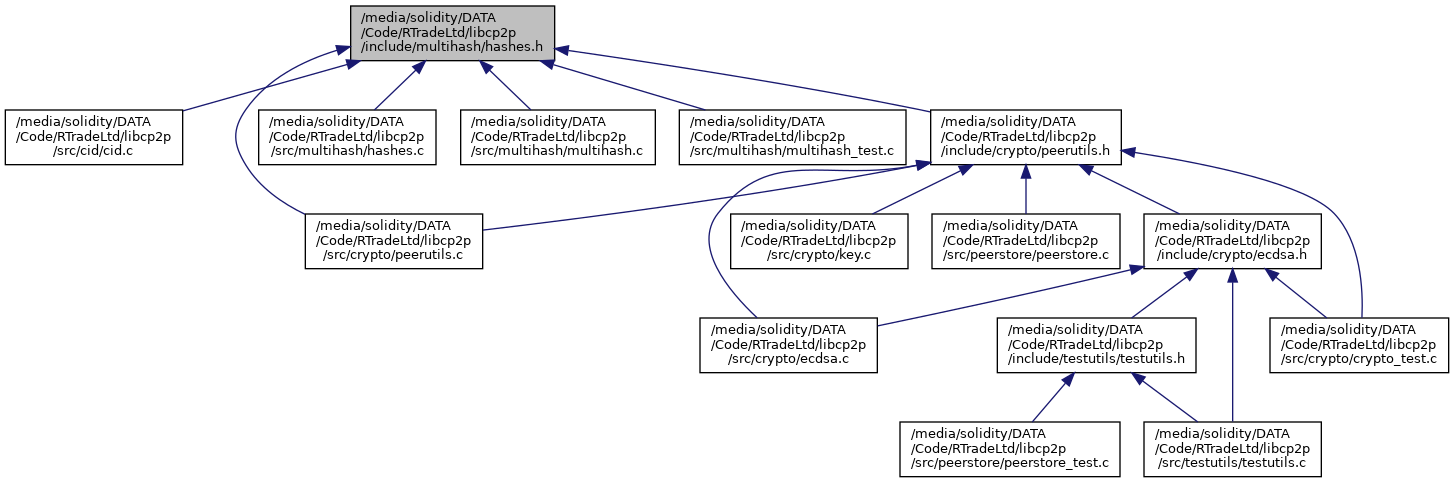 /media/solidity/DATA
/Code/RTradeLtd/libcp2p
/include/multihash/hashes.h
/media/solidity/DATA
/Code/RTradeLtd/libcp2p
/src/cid/cid.c
/media/solidity/DATA
/Code/RTradeLtd/libcp2p
/src/multihash/hashes.c
/media/solidity/DATA
/Code/RTradeLtd/libcp2p
/src/multihash/multihash.c
/media/solidity/DATA
/Code/RTradeLtd/libcp2p
/src/multihash/multihash_test.c
/media/solidity/DATA
/Code/RTradeLtd/libcp2p
/include/crypto/peerutils.h
/media/solidity/DATA
/Code/RTradeLtd/libcp2p
/src/crypto/peerutils.c
/media/solidity/DATA
/Code/RTradeLtd/libcp2p
/src/crypto/key.c
/media/solidity/DATA
/Code/RTradeLtd/libcp2p
/src/peerstore/peerstore.c
/media/solidity/DATA
/Code/RTradeLtd/libcp2p
/include/crypto/ecdsa.h
/media/solidity/DATA
/Code/RTradeLtd/libcp2p
/src/crypto/ecdsa.c
/media/solidity/DATA
/Code/RTradeLtd/libcp2p
/include/testutils/testutils.h
/media/solidity/DATA
/Code/RTradeLtd/libcp2p
/src/crypto/crypto_test.c
/media/solidity/DATA
/Code/RTradeLtd/libcp2p
/src/peerstore/peerstore_test.c
/media/solidity/DATA
/Code/RTradeLtd/libcp2p
/src/testutils/testutils.c